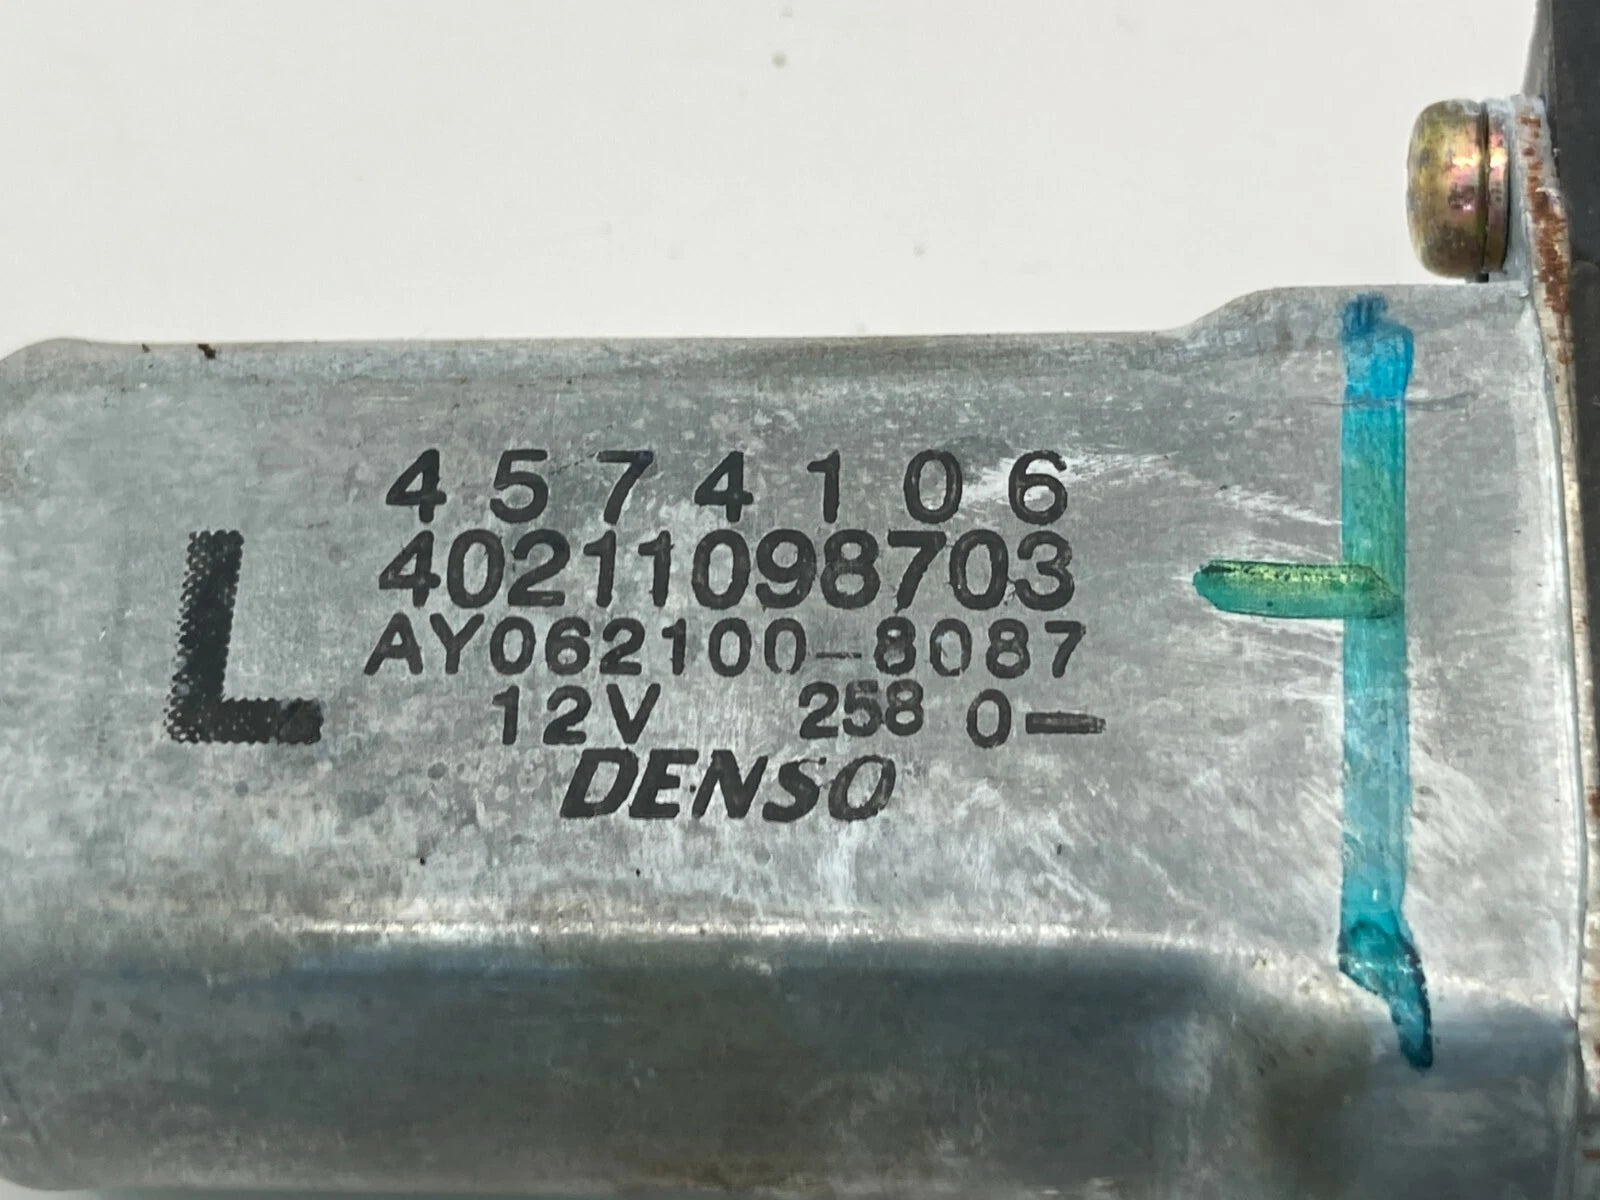 4574106
L
40211098703
AY062100-8087
12V 258 0-
DENSO